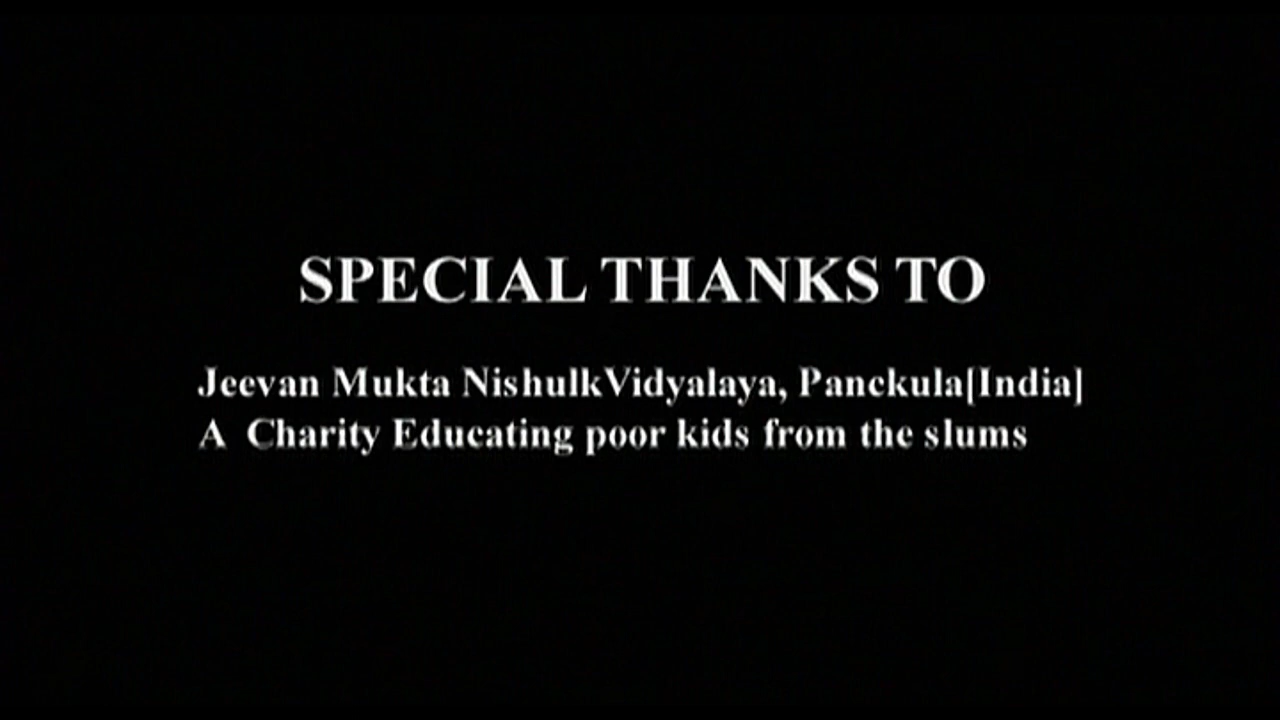 SPECIAL THANKS TO
Jeevan Mukta NishulkVidyalaya, Panckula[India]
A Charity Educating poor kids from the slums